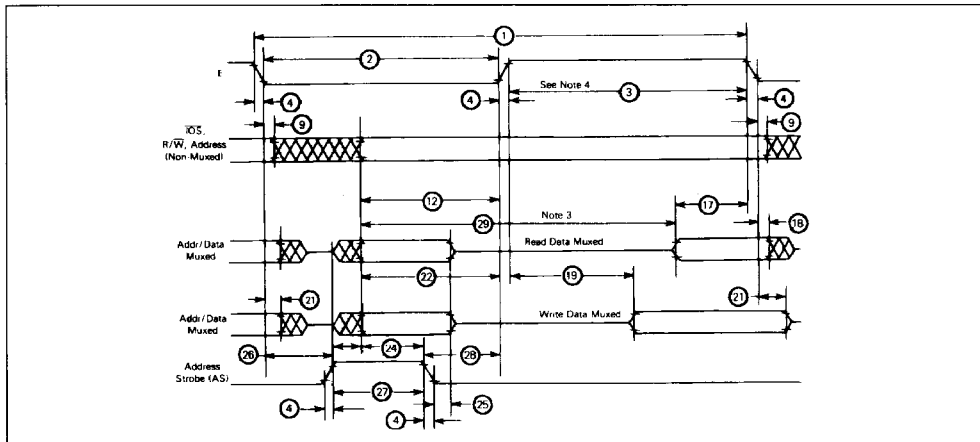 1
2
E
See Note 4
3
4
4
4
9
9
I̅O̅S̅,
R/W̅, Address
(Non-Muxed)
12
17
29
Note 3
18
Addr/Data
Muxed
Read Data Muxed
22
19
21
21
Addr/Data
Muxed
Write Data Muxed
26
24
28
Address
Strobe (AS)
27
4
4
25